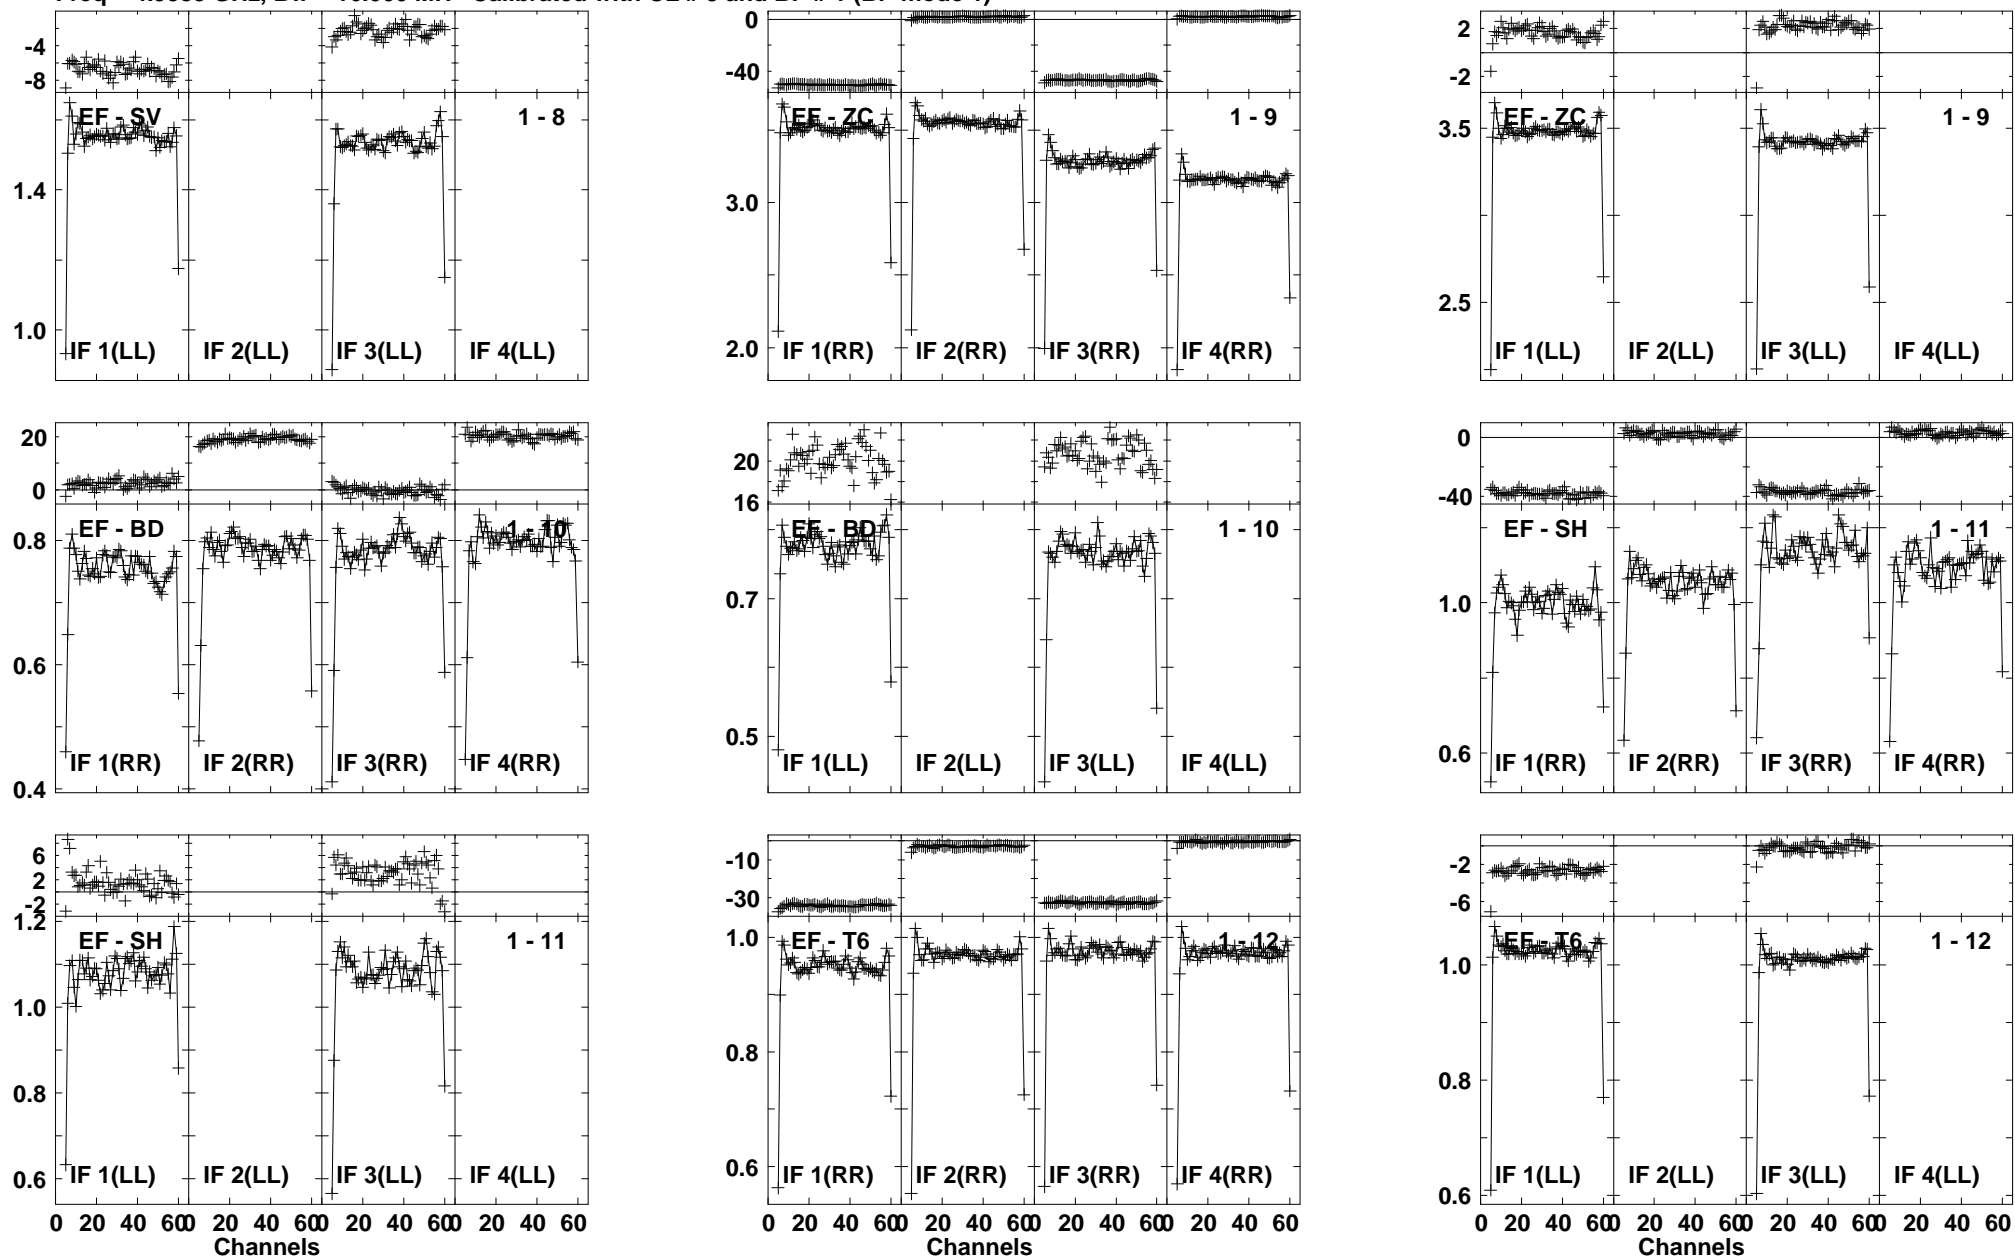 -4
-8
EF - SV
1 - 8
1.4
1.0
IF 1(LL) IF 2(LL) IF 3(LL) IF 4(LL)
0
-40
EF - ZC
1 - 9
3.0
2.0
IF 1(RR) IF 2(RR) IF 3(RR) IF 4(RR)
2
-2
EF - ZC
1 - 9
3.5
2.5
IF 1(LL) IF 2(LL) IF 3(LL) IF 4(LL)
20
0
EF - BD
1 - 10
0.8
0.6
0.4
IF 1(RR) IF 2(RR) IF 3(RR) IF 4(RR)
20
16
EF - BD
1 - 10
0.7
0.5
IF 1(LL) IF 2(LL) IF 3(LL) IF 4(LL)
0
-40
EF - SH
1 - 11
1.0
0.6
IF 1(RR) IF 2(RR) IF 3(RR) IF 4(RR)
6
2
-2
1.2
EF - SH
1 - 11
1.0
0.8
0.6
IF 1(LL) IF 2(LL) IF 3(LL) IF 4(LL)
0 20 40 60 0 20 40 60 0 20 40 60 0 20 40 60
Channels
-10
-30
EF - T6
1 - 12
1.0
0.8
0.6
IF 1(RR) IF 2(RR) IF 3(RR) IF 4(RR)
0 20 40 60 0 20 40 60 0 20 40 60 0 20 40 60
Channels
-2
-6
EF - T6
1 - 12
1.0
0.8
0.6
IF 1(LL) IF 2(LL) IF 3(LL) IF 4(LL)
0 20 40 60 0 20 40 60 0 20 40 60 0 20 40 60
Channels